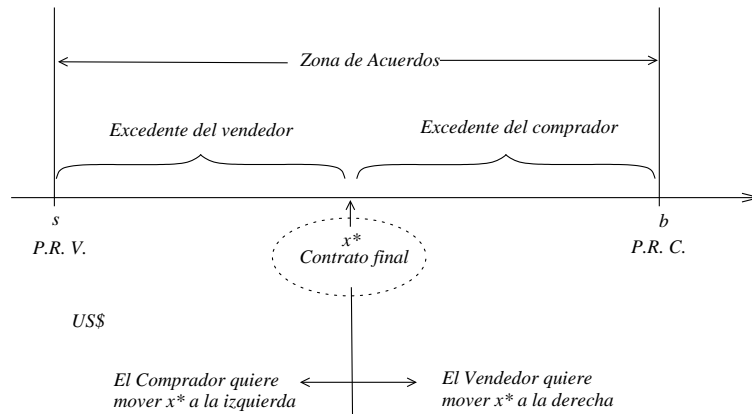 Zona de Acuerdos
Excedente del vendedor
Excedente del comprador
s
b
P.R. V.
x*
P.R. C.
Contrato final
US$
El Comprador quiere
mover x* a la izquierda
El Vendedor quiere
mover x* a la derecha